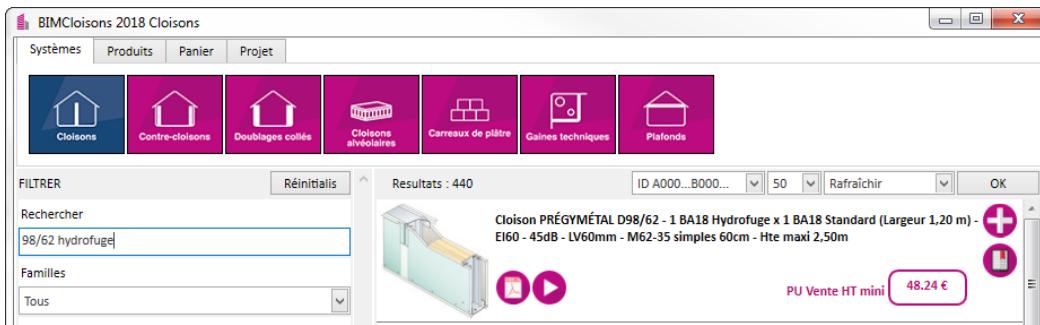 BIMCloisons 2018 Cloisons
Systèmes Produits Panier Projet
Cloisons
Contre-cloisons
Doublages collés
Cloisons
alvéolaires
Carreaux de plâtre
Gaines techniques
Plafonds
FILTRER Réinitialis
Resultats : 440 ID A000...B000... 50 Rafraîchir OK
Rechercher
98/62 hydrofuge
Familles
Tous
Cloison PRÉGYMÉTAL D98/62 - 1 BA18 Hydrofuge x 1 BA18 Standard (Largeur 1,20 m) -
EI60 - 45dB - LV60mm - M62-35 simples 60cm - Hte maxi 2,50m
PU Vente HT mini 48.24 €